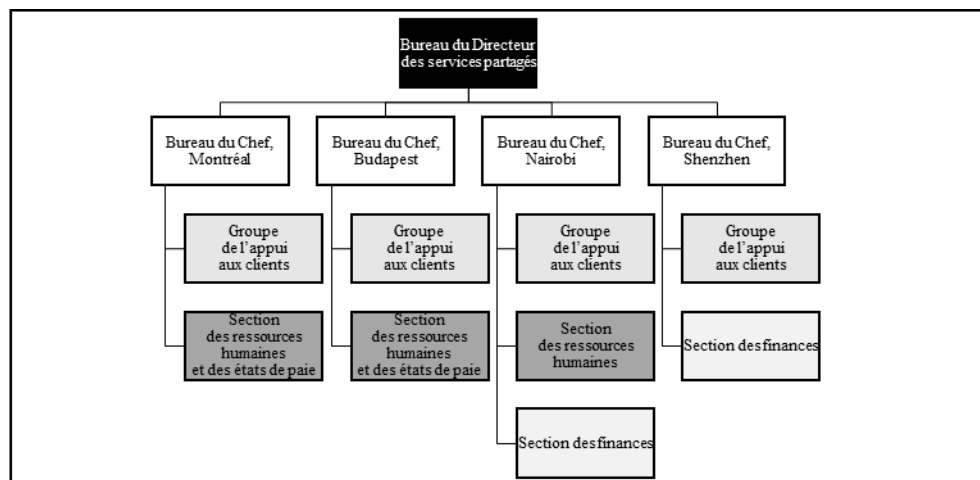 Bureau du Directeur
des services partagés
Bureau du Chef,
Montréal
Bureau du Chef,
Budapest
Bureau du Chef,
Nairobi
Bureau du Chef,
Shenzhen
Groupe
de l'appui
aux clients
Groupe
de l'appui
aux clients
Groupe
de l'appui
aux clients
Groupe
de l'appui
aux clients
Section
des ressources
humaines
et des états de paie
Section
des ressources
humaines
et des états de paie
Section
des ressources
humaines
Section des finances
Section des finances